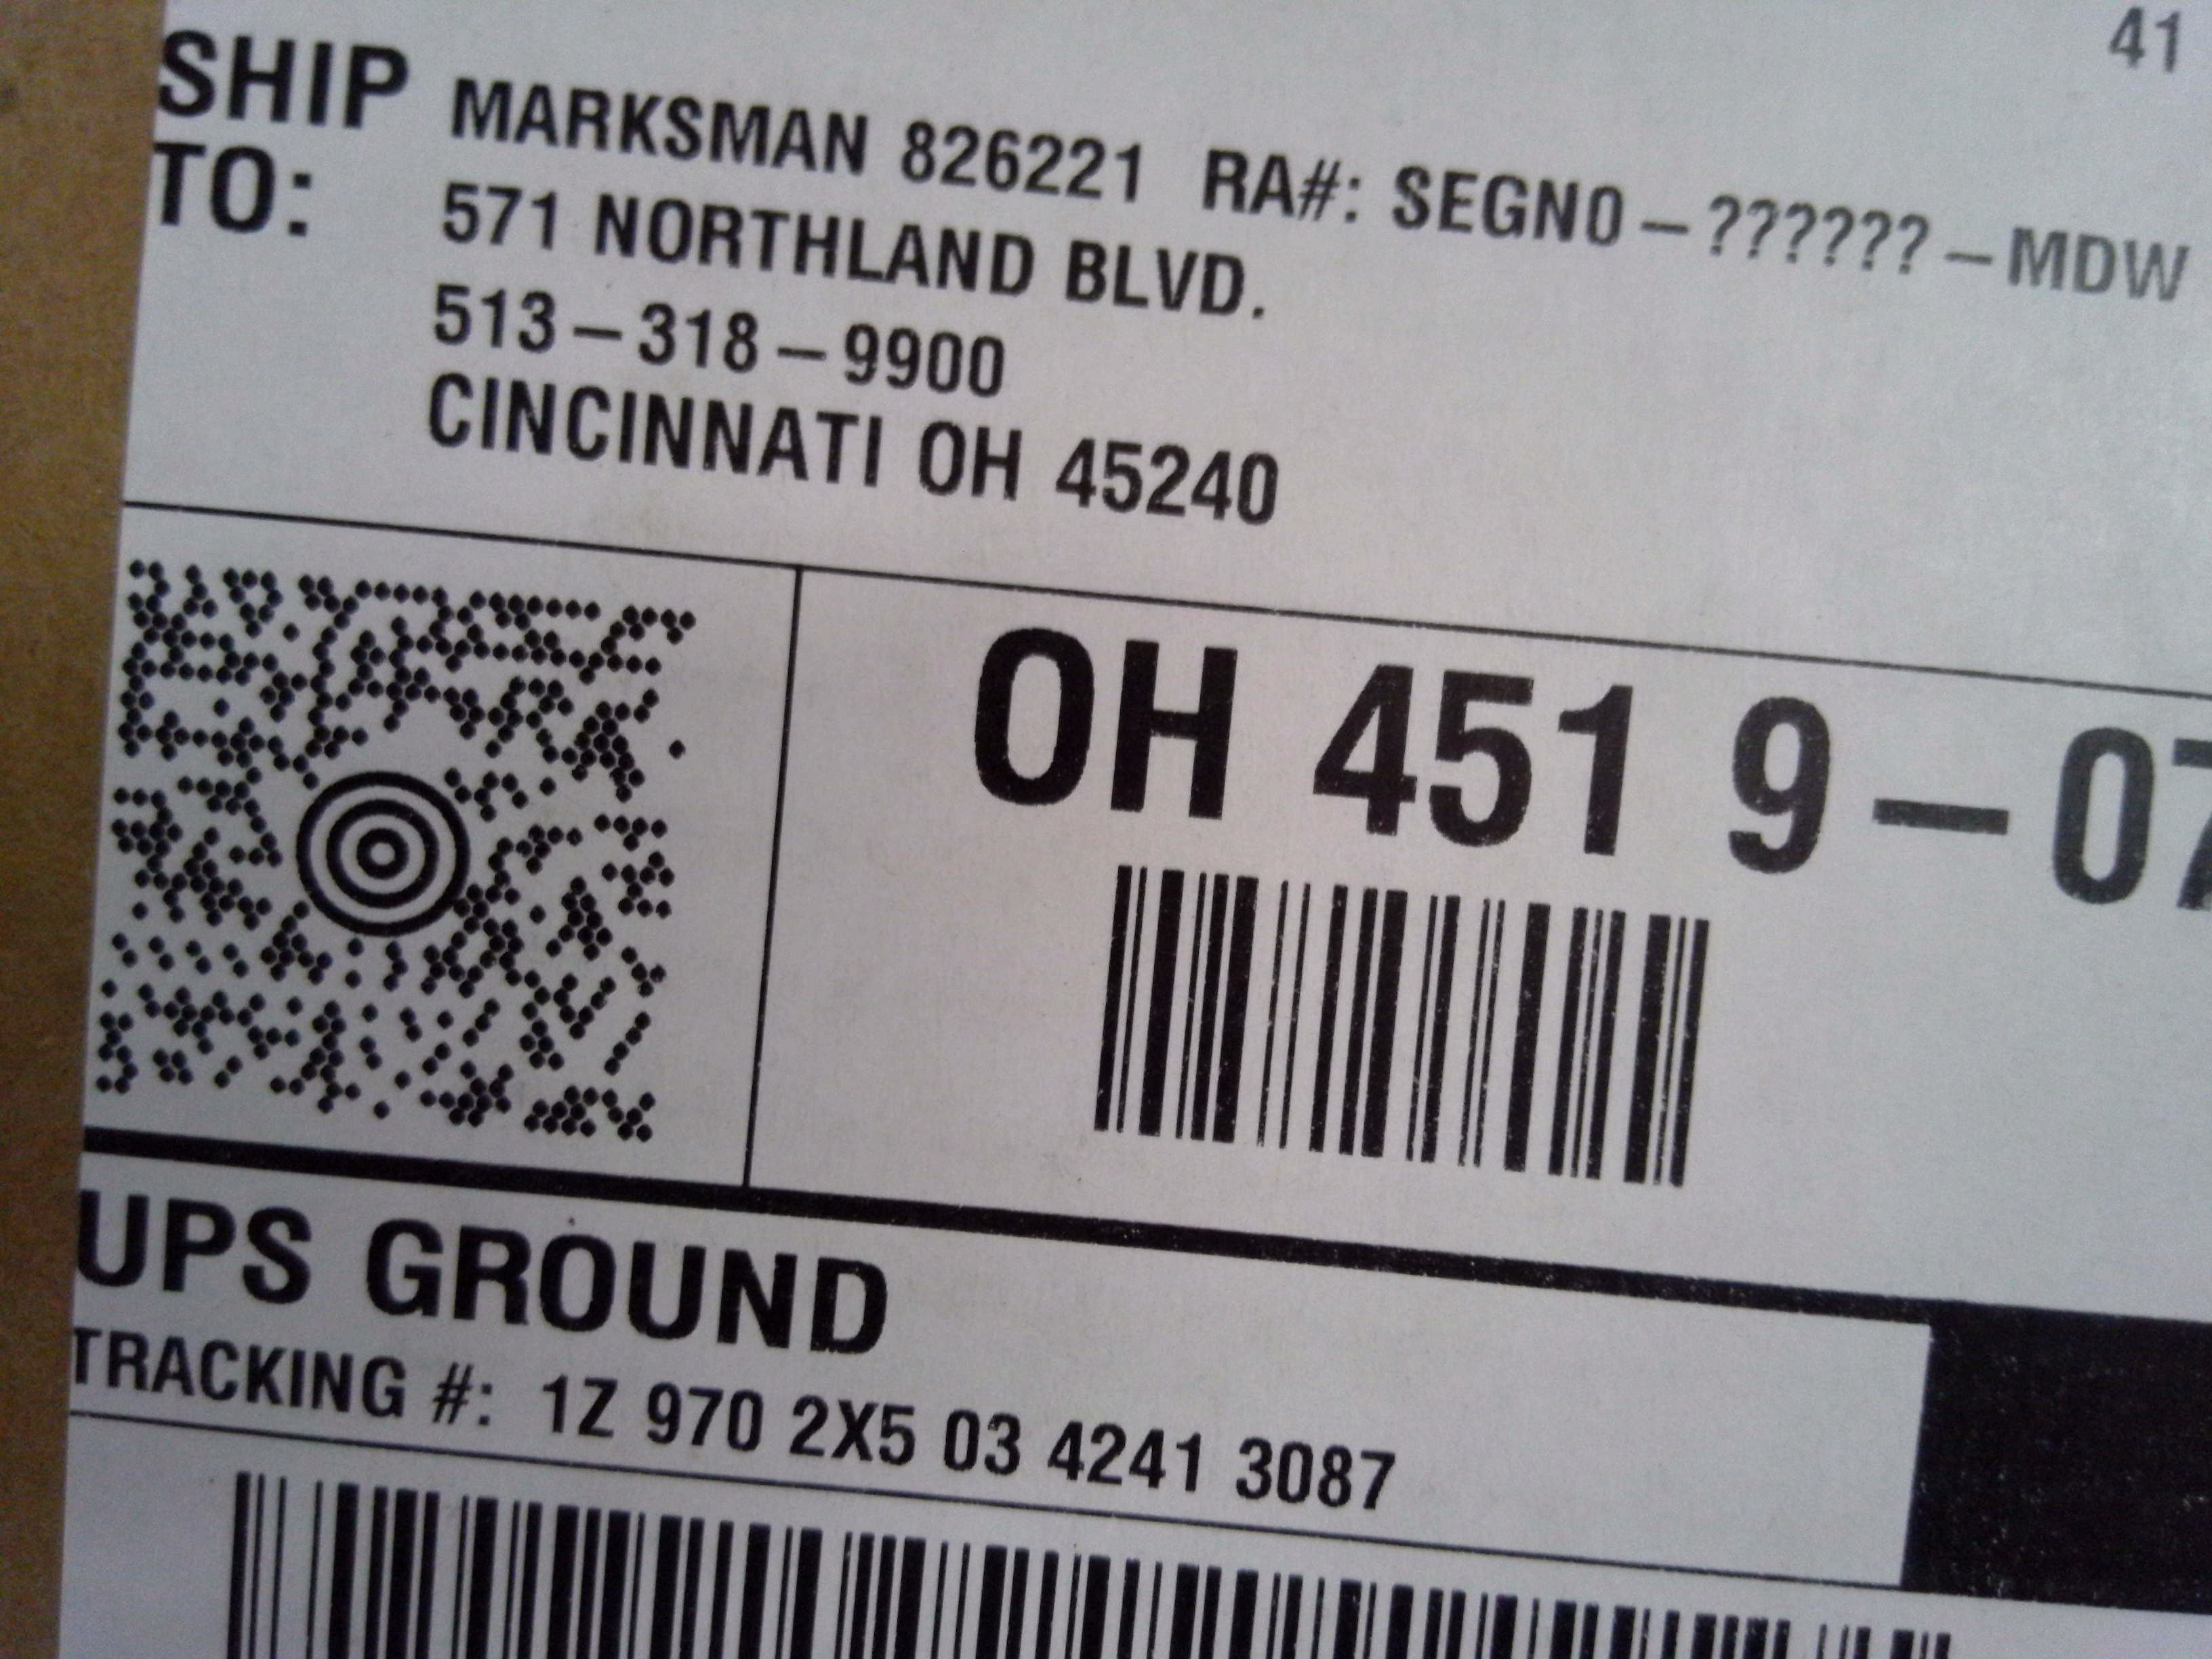 41
SHIP TO:
MARKSMAN 826221 RA#: SEGN0-??????-MDW
571 NORTHLAND BLVD.
513-318-9900
CINCINNATI OH 45240
OH 451 9-07
UPS GROUND
TRACKING #: 1Z 970 2X5 03 4241 3087